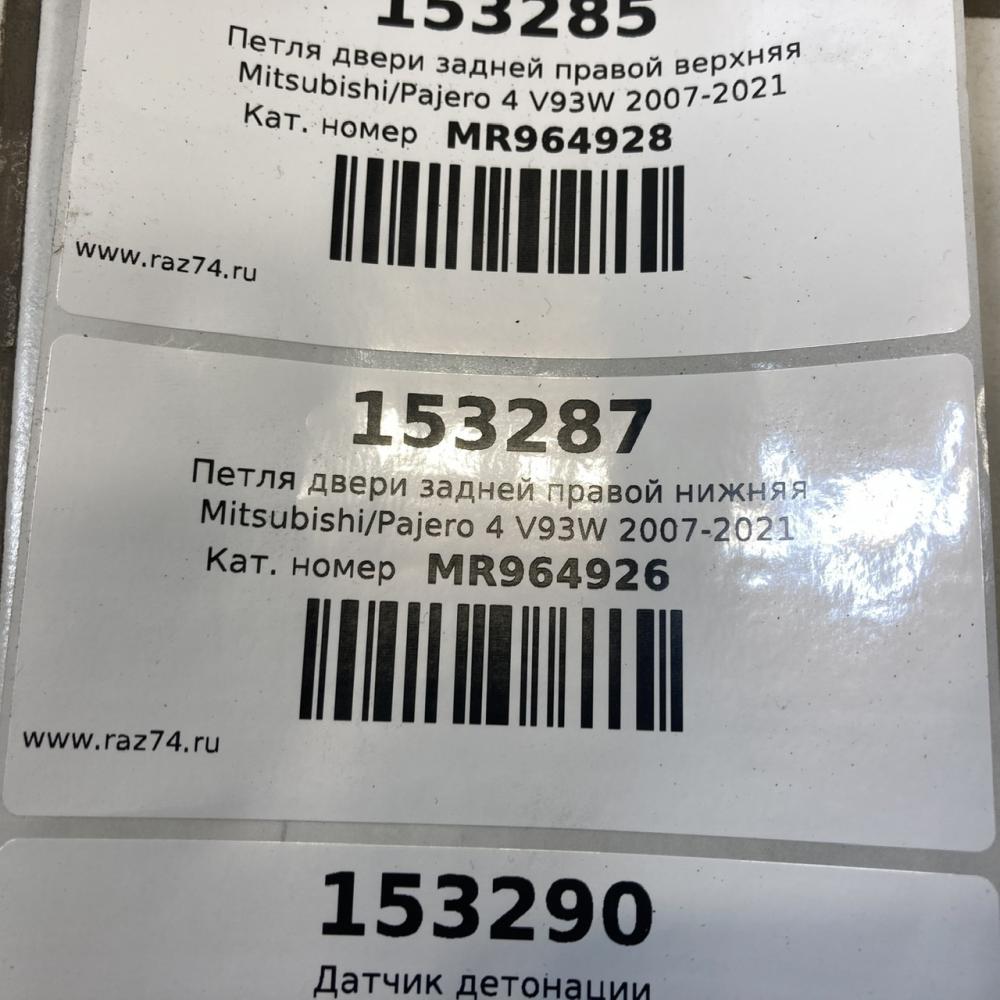 153285
Петля двери задней правой верхняя
Mitsubishi/Pajero 4 V93W 2007-2021
Кат. номер MR964928
www.raz74.ru
153287
Петля двери задней правой нижняя
Mitsubishi/Pajero 4 V93W 2007-2021
Кат. номер MR964926
www.raz74.ru
153290
Датчик детонации